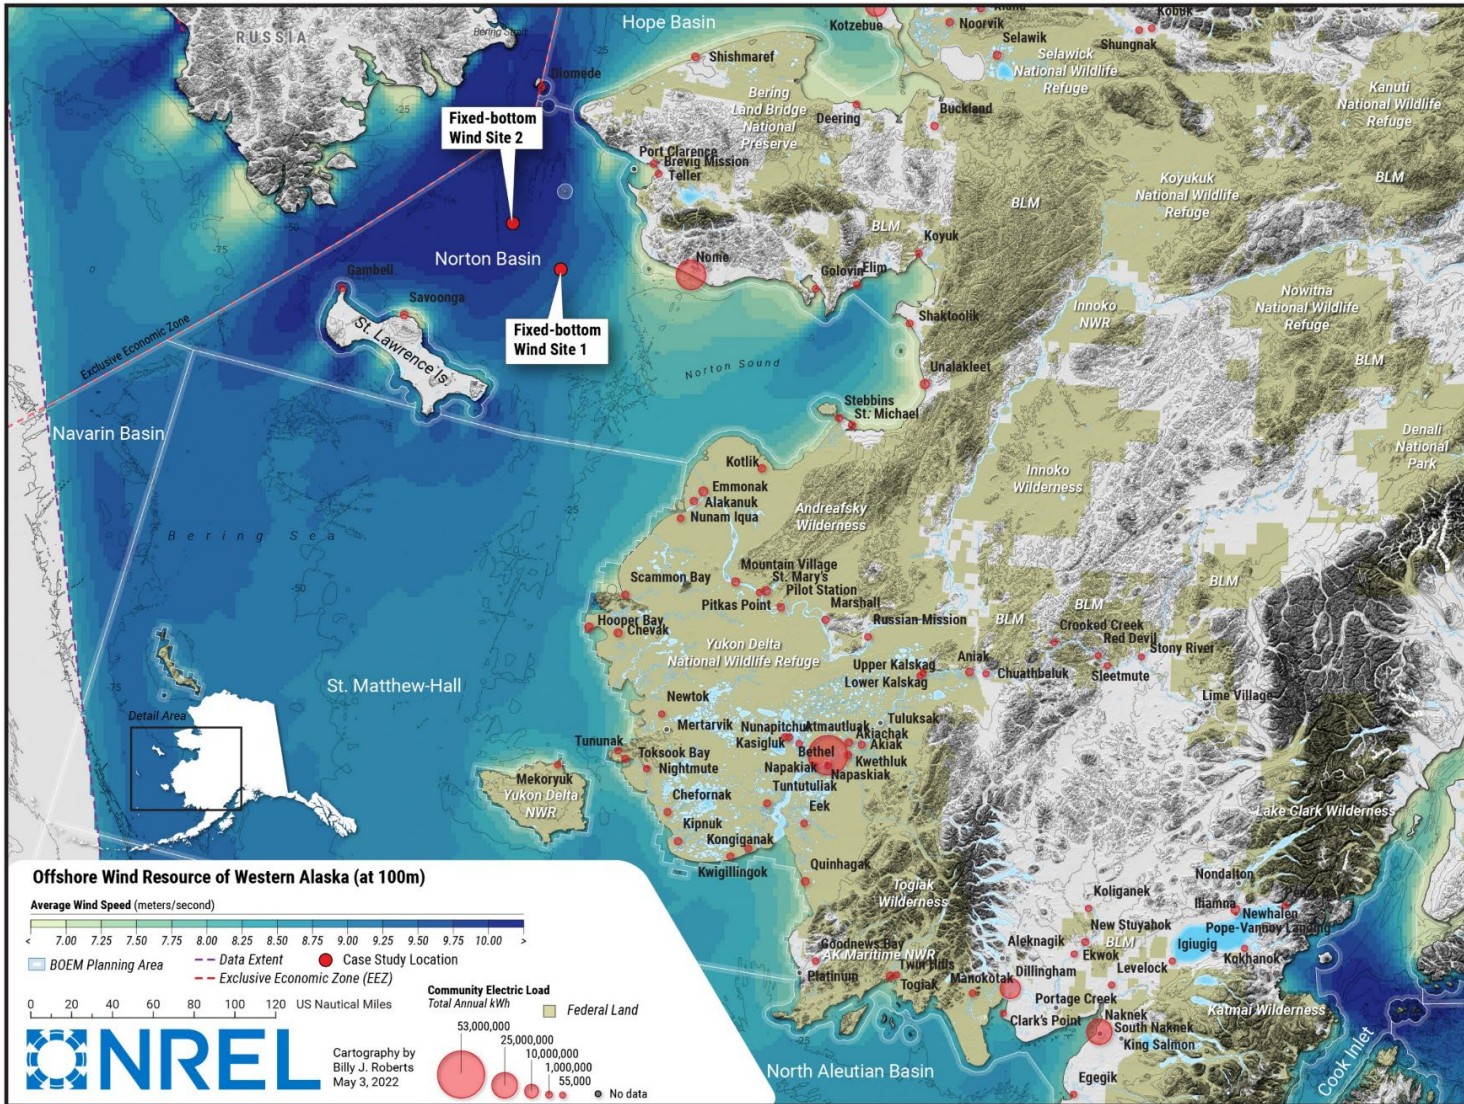 Hope Basin
Kotzebue
Kiana
Noorvik
Selawik
Kobuk
Shungnak
RUSSIA
Bering Strait
-25
Shishmaref
Selawick
National Wildlife
Refuge
Diomede
Bering
Land Bridge
National
Preserve
Kanuti
National Wildlife
Refuge
-25
Buckland
Deering
Fixed-bottom
Wind Site 2
Port Clarence
Brevig Mission
Teller
Koyukuk
National Wildlife
Refuge
BLM
BLM
BLM
-50
-75
Koyuk
Norton Basin
Nome
Gambell
Golovin
Elim
Savoonga
Innoko
NWR
Nowitna
National Wildlife
Refuge
Exclusive Economic Zone
St. Lawrence Is.
Fixed-bottom
Wind Site 1
Shaktoolik
Norton Sound
BLM
Unalakleet
Stebbins
St. Michael
Navarin Basin
Denali
National
Park
Kotlik
Innoko
Wilderness
Emmonak
Alakanuk
Nunam Iqua
Andreafsky
Wilderness
Bering Sea
-50
Mountain Village
St. Mary's
Pilot Station
Scammon Bay
Pitkas Point
Marshall
BLM
BLM
BLM
Hooper Bay
Chevak
Russian Mission
Crooked Creek
Red Devil
Stony River
Yukon Delta
National Wildlife Refuge
Upper Kalskag
Lower Kalskag
Aniak
Chuathbaluk
Sleetmute
-75
St. Matthew-Hall
Newtok
Lime Village
Detail Area
Mertarvik
Nunapitchuk
Atmautluak
Tuluksak
Kasigluk
Akiachak
Akiak
Tununak
Toksook Bay
Bethel
Kwethluk
Nightmute
Napakiak
Napaskiak
Mekoryuk
Yukon Delta
NWR
Tuntutuliak
Chefornak
Eek
Lake Clark Wilderness
Kipnuk
Kongiganak
Kwigillingok
Quinhagak
Togiak
Wilderness
Nondalton
Koliganek
Iliamna
Pedro Bay
Newhalen
New Stuyahok
Pope-Vannoy Landing
Goodnews Bay
AK Maritime NWR
Aleknagik
BLM
Igiugig
Ekwok
Kokhanok
Platinum
Twin Hills
Manokotak
Dillingham
Levelock
Togiak
Portage Creek
Katmai Wilderness
Clark's Point
Naknek
South Naknek
King Salmon
Cook Inlet
North Aleutian Basin
Egegik
Offshore Wind Resource of Western Alaska (at 100m)
Average Wind Speed (meters/second)
< 7.00 7.25 7.50 7.75 8.00 8.25 8.50 8.75 9.00 9.25 9.50 9.75 10.00 >
BOEM Planning Area
Data Extent
Case Study Location
Exclusive Economic Zone (EEZ)
0 20 40 60 80 100 120 US Nautical Miles
Community Electric Load
Total Annual kWh
Federal Land
53,000,000
25,000,000
10,000,000
1,000,000
55,000
No data
NREL
Cartography by
Billy J. Roberts
May 3, 2022